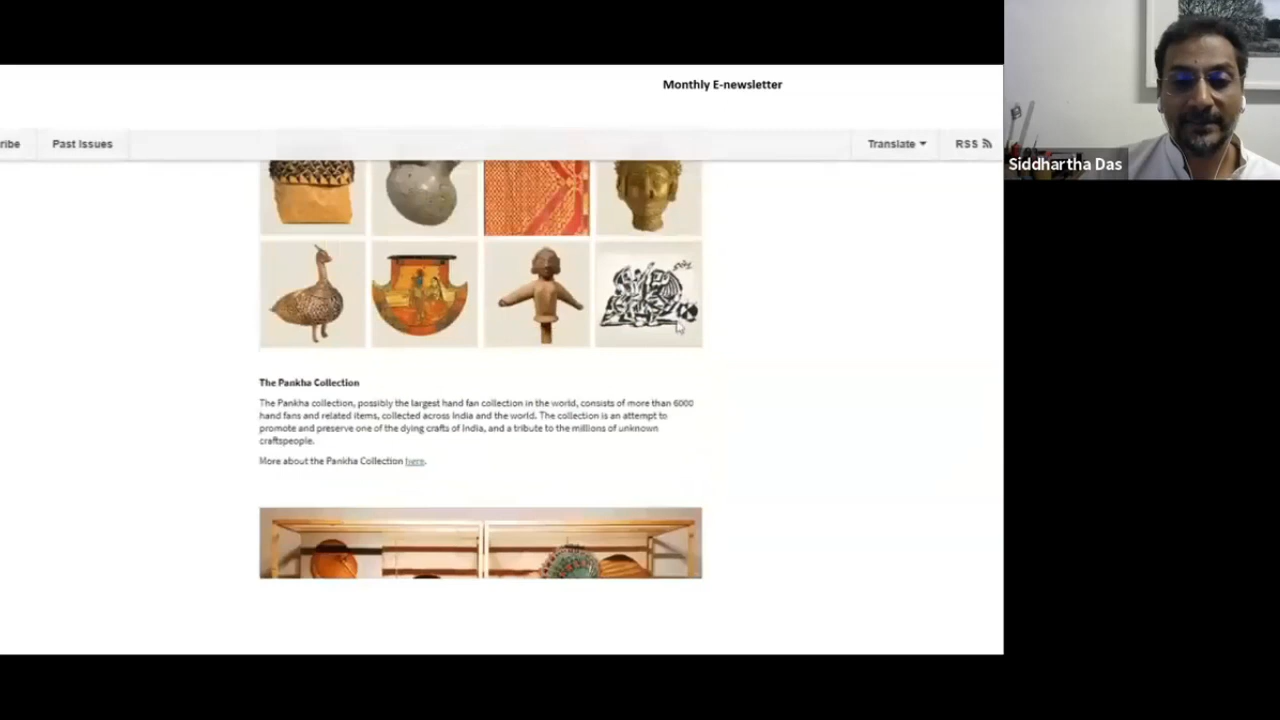 Monthly E-newsletter
ribe
Past Issues
Translate
RSS
Siddhartha Das
The Pankha Collection
The Pankha collection, possibly the largest hand fan collection in the world, consists of more than 6000
hand fans and related items, collected across India and the world. The collection is an attempt to
promote and preserve one of the dying crafts of India, and a tribute to the millions of unknown
craftspeople.
More about the Pankha Collection here.